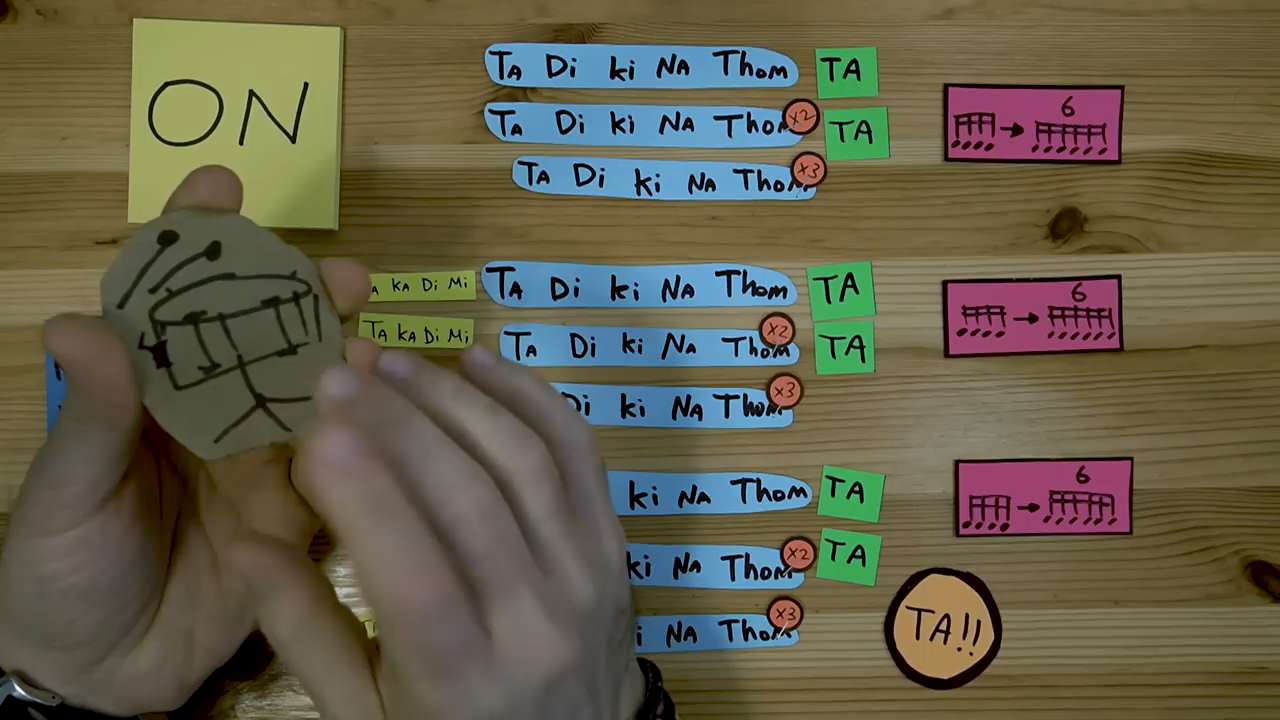 ON
TA Di ki NA Thom TA
TA Di ki NA Thom x2 TA
TA Di ki NA Thom x3
6
KA Di Mi TA Di ki NA Thom TA
TA KA Di Mi TA Di ki NA Thom x2 TA
Di ki NA Thom x3
6
ki NA Thom TA
ki NA Thom x2 TA
NA Thom x3
6
TA!!